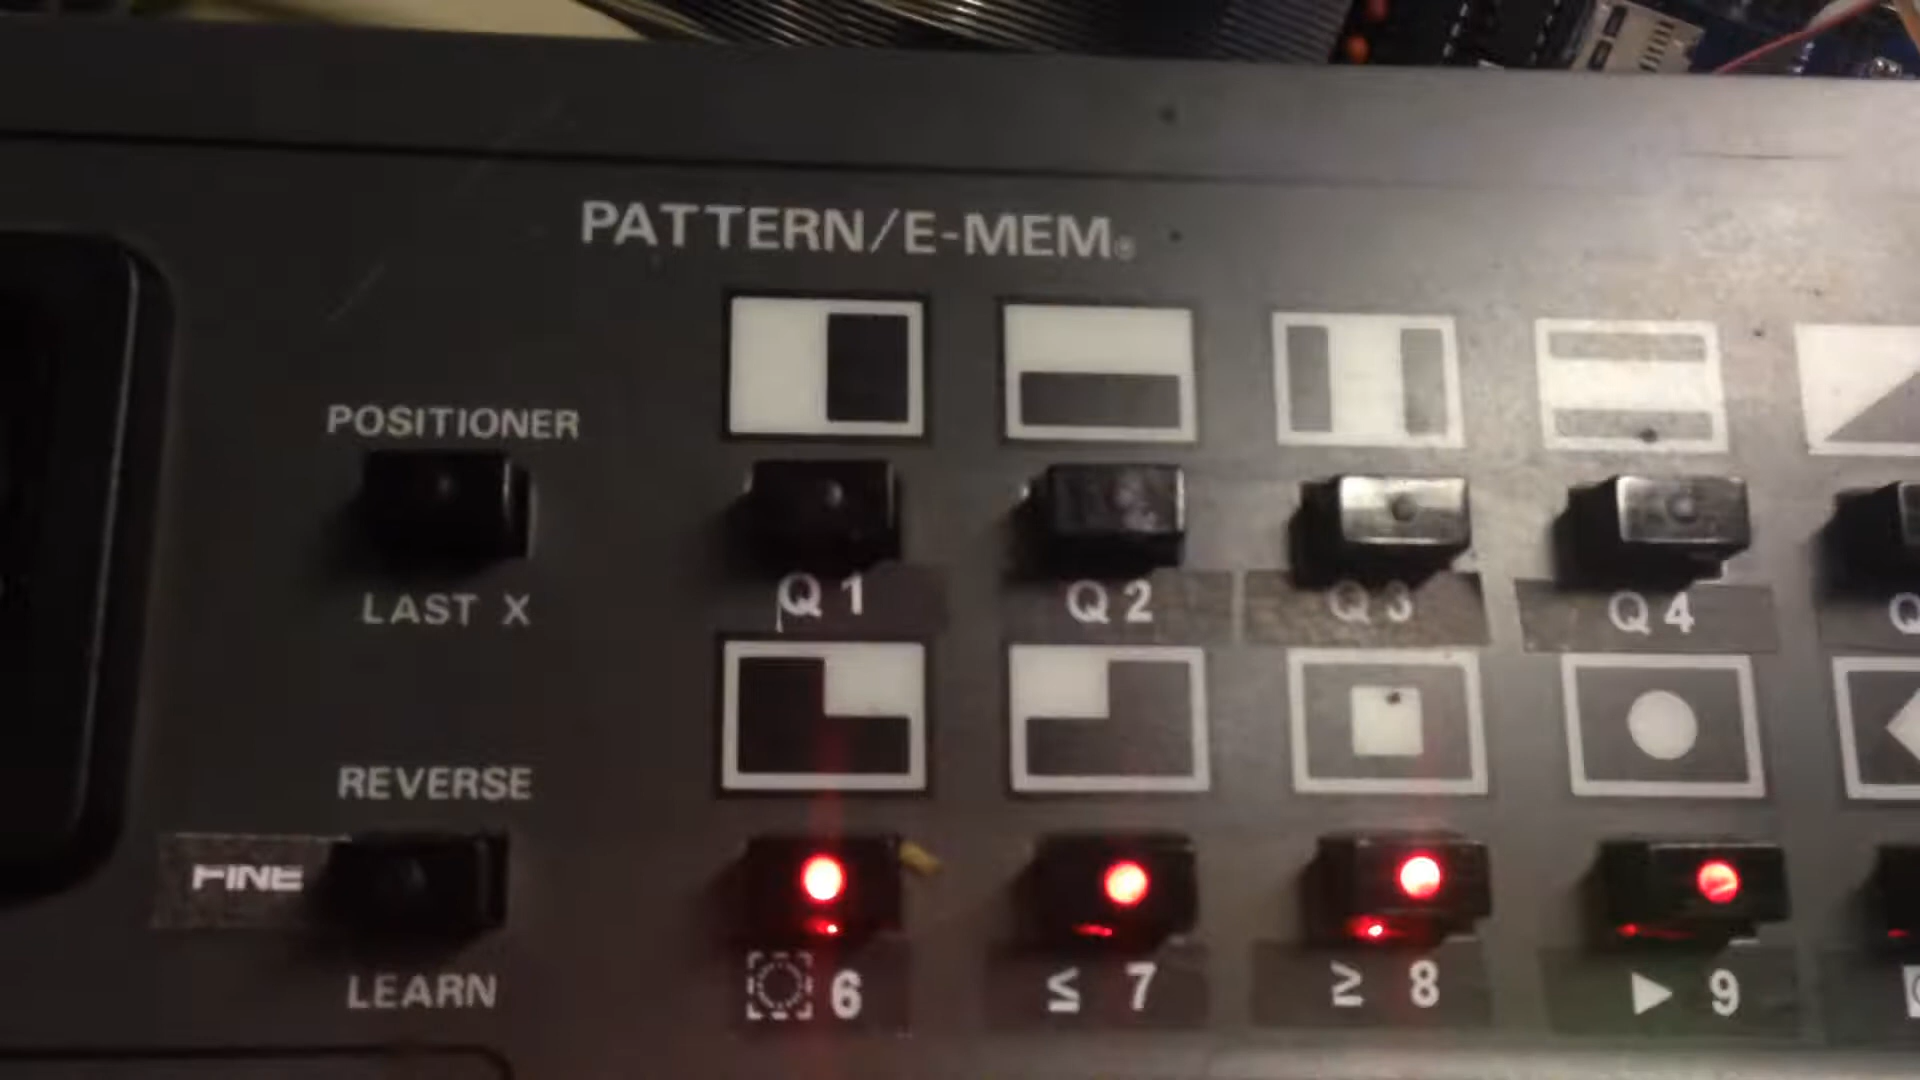 PATTERN/E-MEM®
POSITIONER
LAST X
Q 1
Q 2
Q 3
Q 4
Q
REVERSE
FINE
LEARN
6
≤ 7
≥ 8
▶ 9